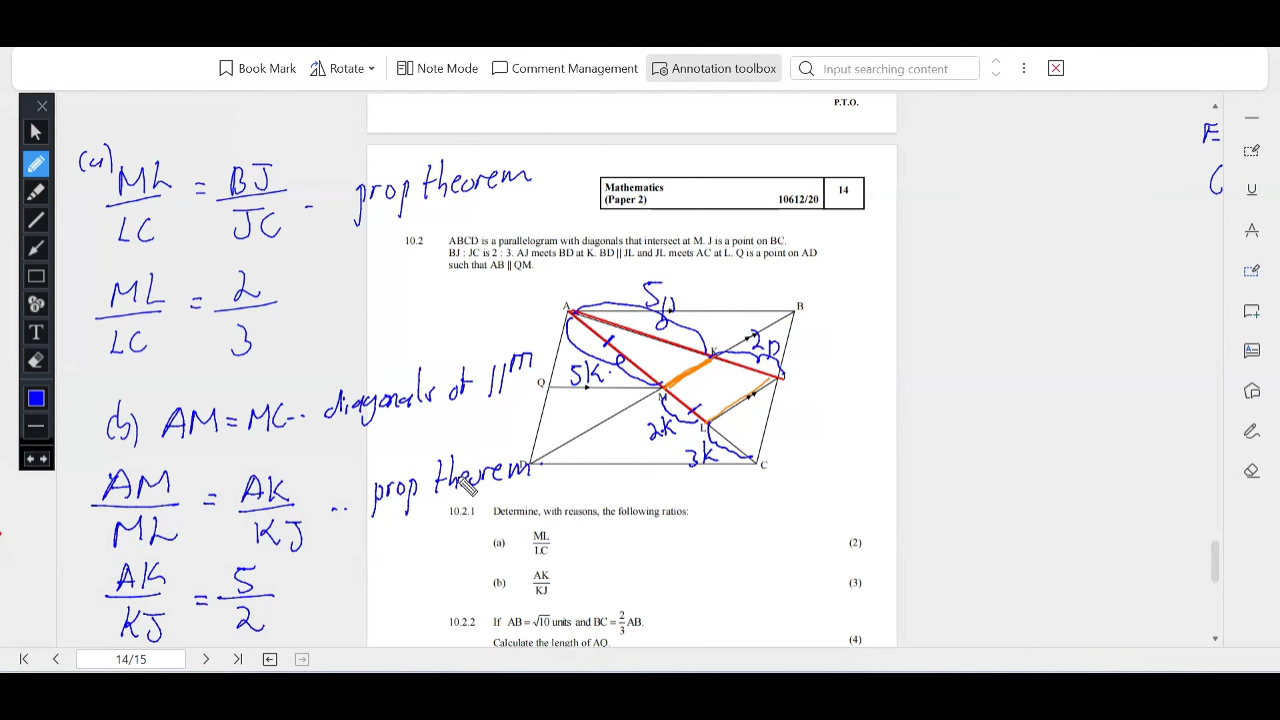 Book Mark Rotate Note Mode Comment Management Annotation toolbox Input searching content
P.T.O.
(a) ML/LC = BJ/JC - prop theorem
ML/LC = 2/3
(b) AM = MC -- diagonals of 11m
AM/ML = AK/KJ .. prop theorem
AK/KJ = 5/2
Mathematics
(Paper 2) 10612/20 14
10.2 ABCD is a parallelogram with diagonals that intersect at M. J is a point on BC.
BJ : JC is 2 : 3. AJ meets BD at K. BD || JL and JL meets AC at L. Q is a point on AD
such that AB || QM.
5p
A B
K 2p
Q 5k M
2k L
3k
D C
10.2.1 Determine, with reasons, the following ratios:
(a) ML/LC (2)
(b) AK/KJ (3)
10.2.2 If AB = √10 units and BC = 2/3 AB.
Calculate the length of AQ. (4)
14/15